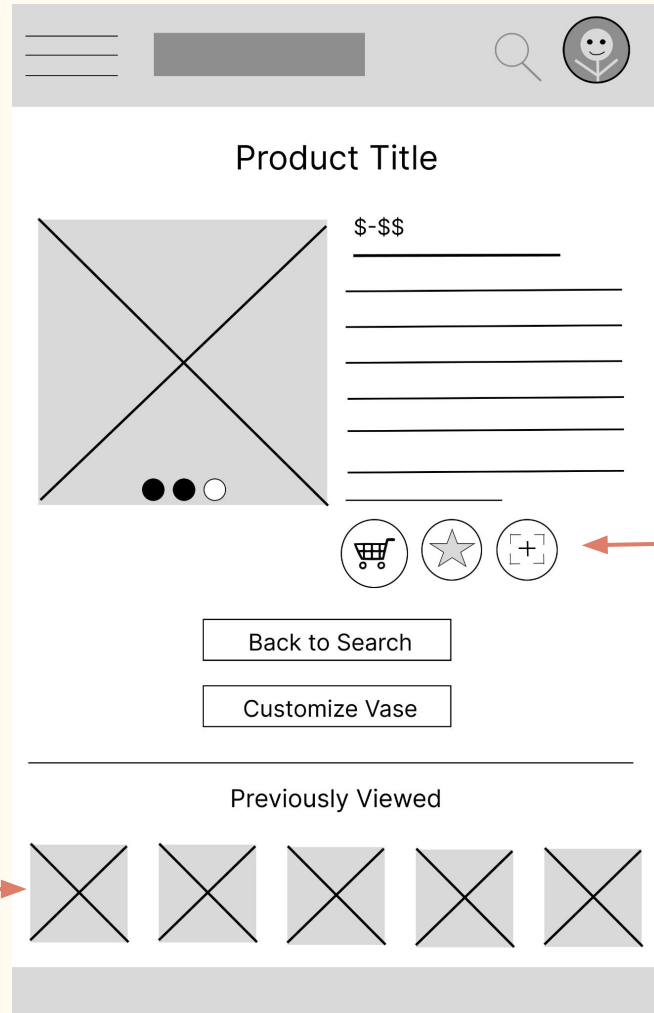 Product Title
$-$$
Back to Search
Customize Vase
Previously Viewed